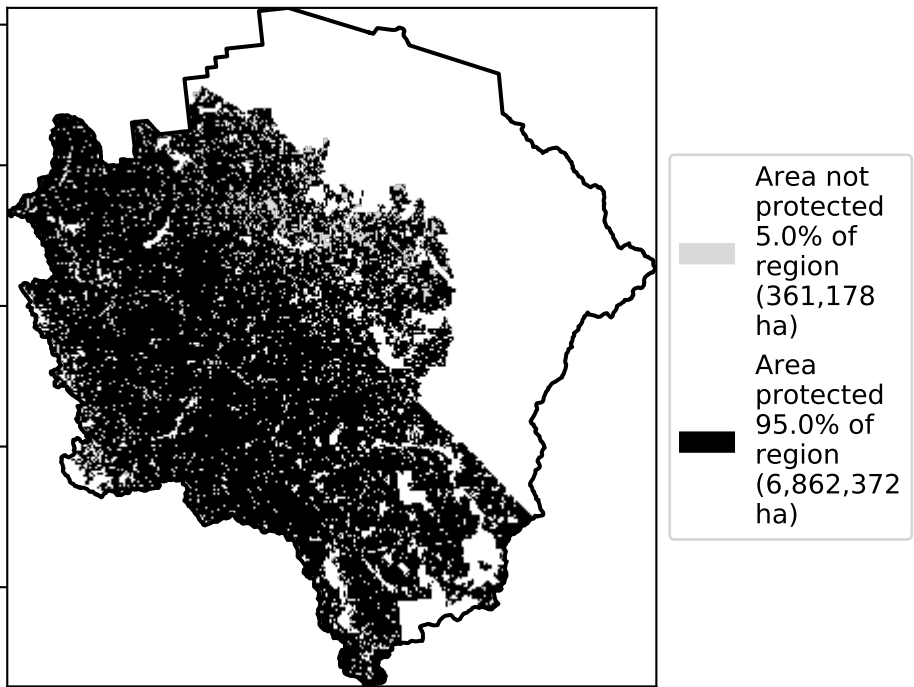 Area not
protected
5.0% of
region
(361,178
ha)
Area
protected
95.0% of
region
(6,862,372
ha)